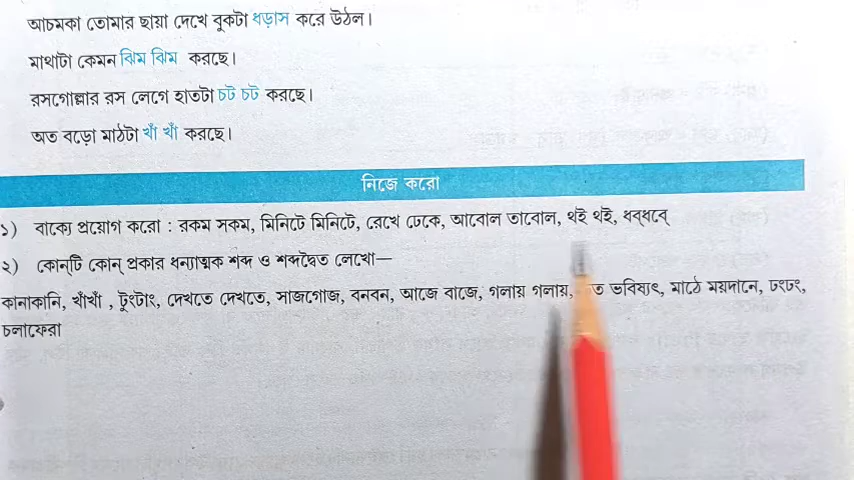 আচমকা তোমার ছায়া দেখে বুকটা ধড়াস করে উঠল।
মাথাটা কেমন ঝিম ঝিম করছে।
রসগোল্লার রস লেগে হাতটা চট চট করছে।
অত বড়ো মাঠটা খাঁ খাঁ করছে।
নিজে করো
১) বাক্যে প্রয়োগ করো : রকম সকম, মিনিটে মিনিটে, রেখে ঢেকে, আবোল তাবোল, থই থই, ধব্‌ধবে
২) কোন্‌টি কোন্ প্রকার ধন্যাত্মক শব্দ ও শব্দদ্বৈত লেখো—
কানাকানি, খাঁখাঁ , টুংটাং, দেখতে দেখতে, সাজগোজ, বনবন, আজে বাজে, গলায় গলায়, ভবিষ্যৎ, মাঠে ময়দানে, ঢংঢং,
চলাফেরা